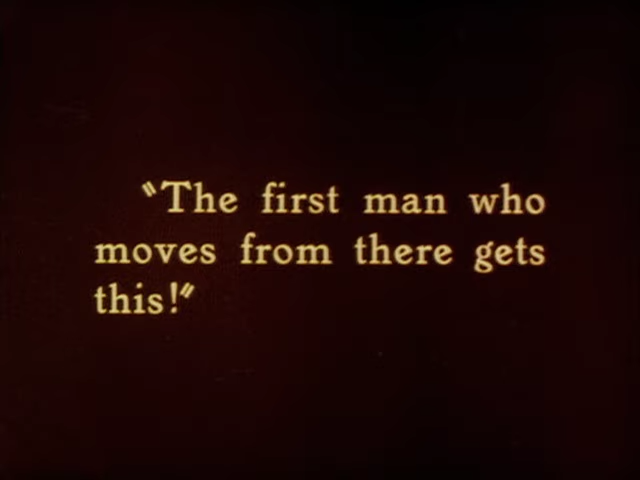 "The first man who
moves from there gets
this!"